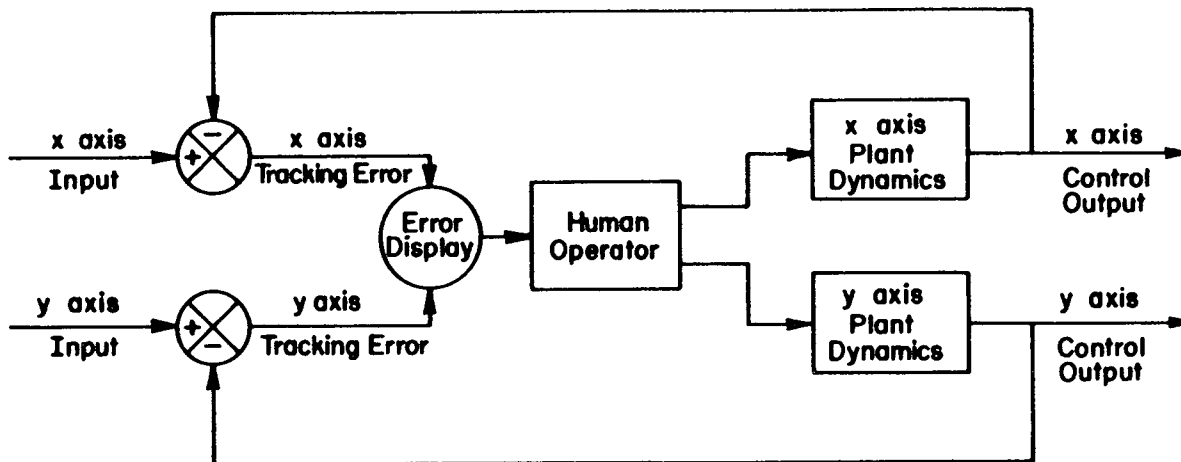 x axis
Input
+
−
x axis
Tracking Error
Error
Display
Human
Operator
x axis
Plant
Dynamics
x axis
Control
Output
y axis
Input
+
−
y axis
Tracking Error
y axis
Plant
Dynamics
y axis
Control
Output